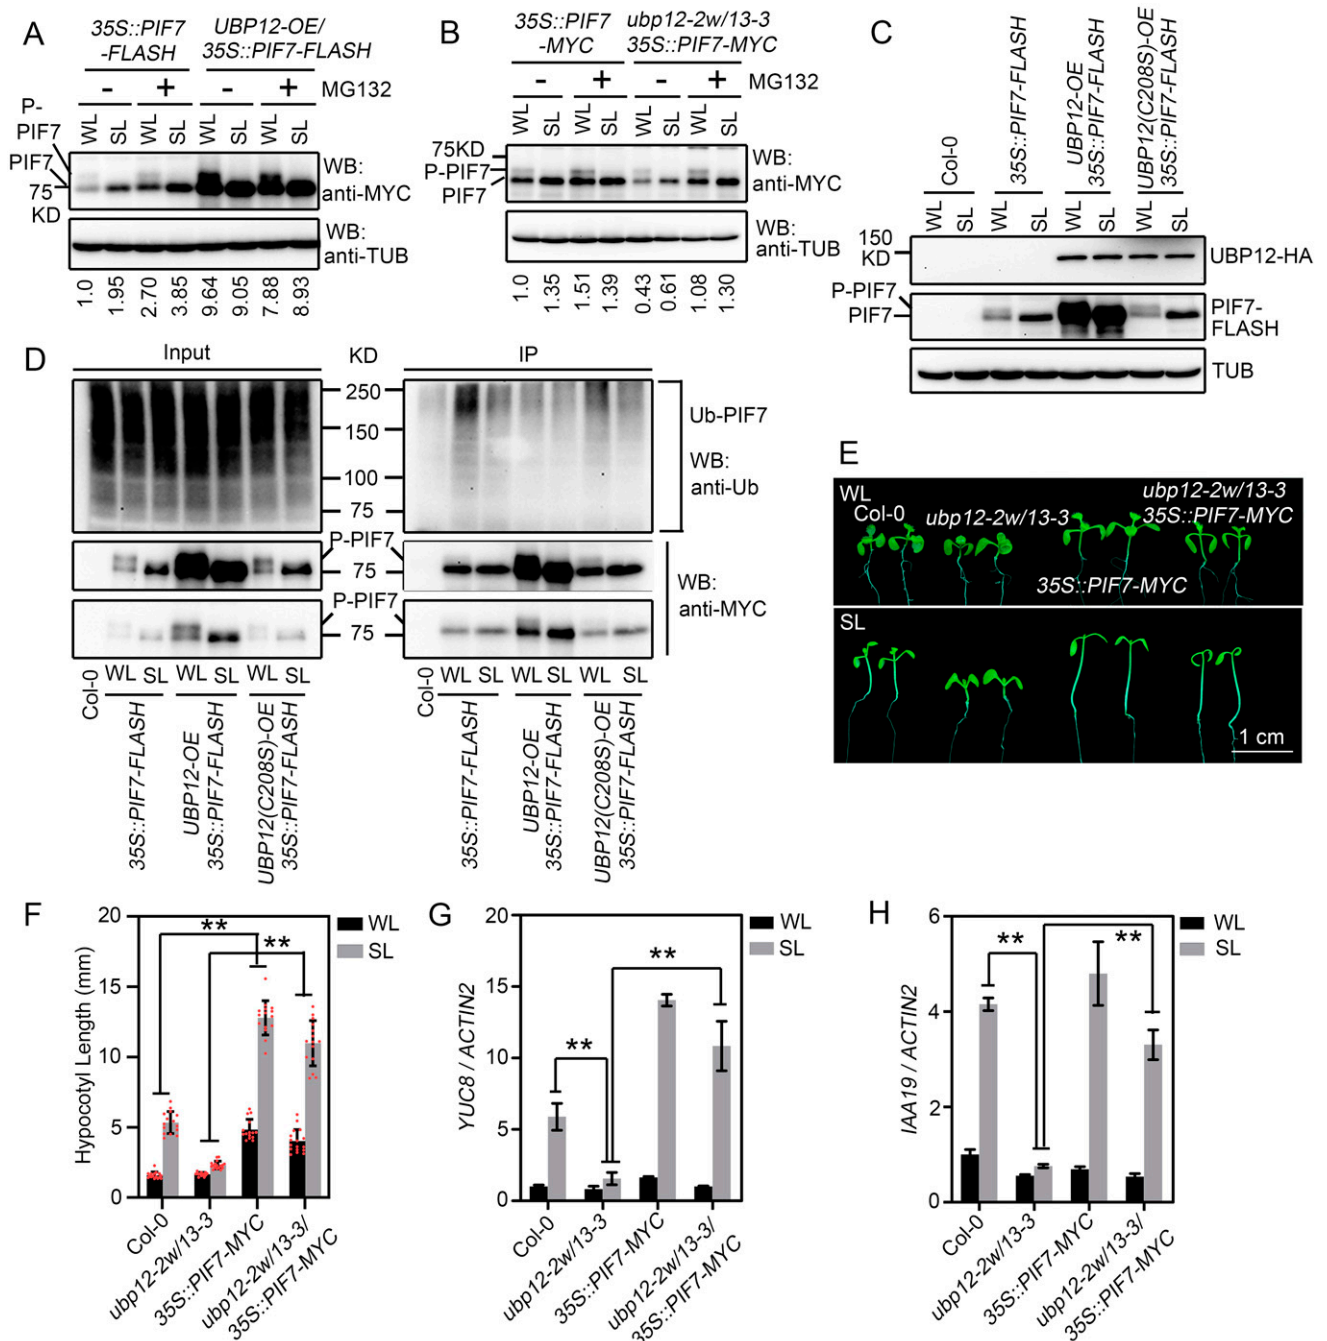 A
35S::PIF7
-FLASH
UBP12-OE/
35S::PIF7-FLASH
- + - + MG132
P-
PIF7
PIF7
75
KD
WL SL WL SL WL SL WL SL
WB:
anti-MYC
WB:
anti-TUB
1.0 1.95 2.70 3.85 9.64 9.05 7.88 8.93
B
35S::PIF7
-MYC
ubp12-2w/13-3
35S::PIF7-MYC
- + - + MG132
WL SL WL SL WL SL WL SL
75KD
P-PIF7
PIF7
WB:
anti-MYC
WB:
anti-TUB
1.0 1.35 1.51 1.39 0.43 0.61 1.08 1.30
C
Col-0
35S::PIF7-FLASH
UBP12-OE
35S::PIF7-FLASH
UBP12(C208S)-OE
35S::PIF7-FLASH
WL SL WL SL WL SL WL SL
150
KD
UBP12-HA
P-PIF7
PIF7
PIF7-
FLASH
TUB
D
Input KD IP
250
150
100
75
Ub-PIF7
WB:
anti-Ub
P-PIF7
75
P-PIF7
75
WB:
anti-MYC
Col-0 WL SL WL SL WL SL
35S::PIF7-FLASH
UBP12-OE
35S::PIF7-FLASH
UBP12(C208S)-OE
35S::PIF7-FLASH
Col-0 WL SL WL SL WL SL
35S::PIF7-FLASH
UBP12-OE
35S::PIF7-FLASH
UBP12(C208S)-OE
35S::PIF7-FLASH
E
WL
Col-0
ubp12-2w/13-3
35S::PIF7-MYC
ubp12-2w/13-3
35S::PIF7-MYC
SL
1 cm
F
Hypocotyl Length (mm)
20
15
10
5
0
**
**
WL
SL
Col-0
ubp12-2w/13-3
35S::PIF7-MYC
ubp12-2w/13-3/
35S::PIF7-MYC
G
YUC8 / ACTIN2
20
15
10
5
0
**
**
WL
SL
Col-0
ubp12-2w/13-3
35S::PIF7-MYC
ubp12-2w/13-3/
35S::PIF7-MYC
H
IAA19 / ACTIN2
6
4
2
0
**
**
WL
SL
Col-0
ubp12-2w/13-3
35S::PIF7-MYC
ubp12-2w/13-3/
35S::PIF7-MYC